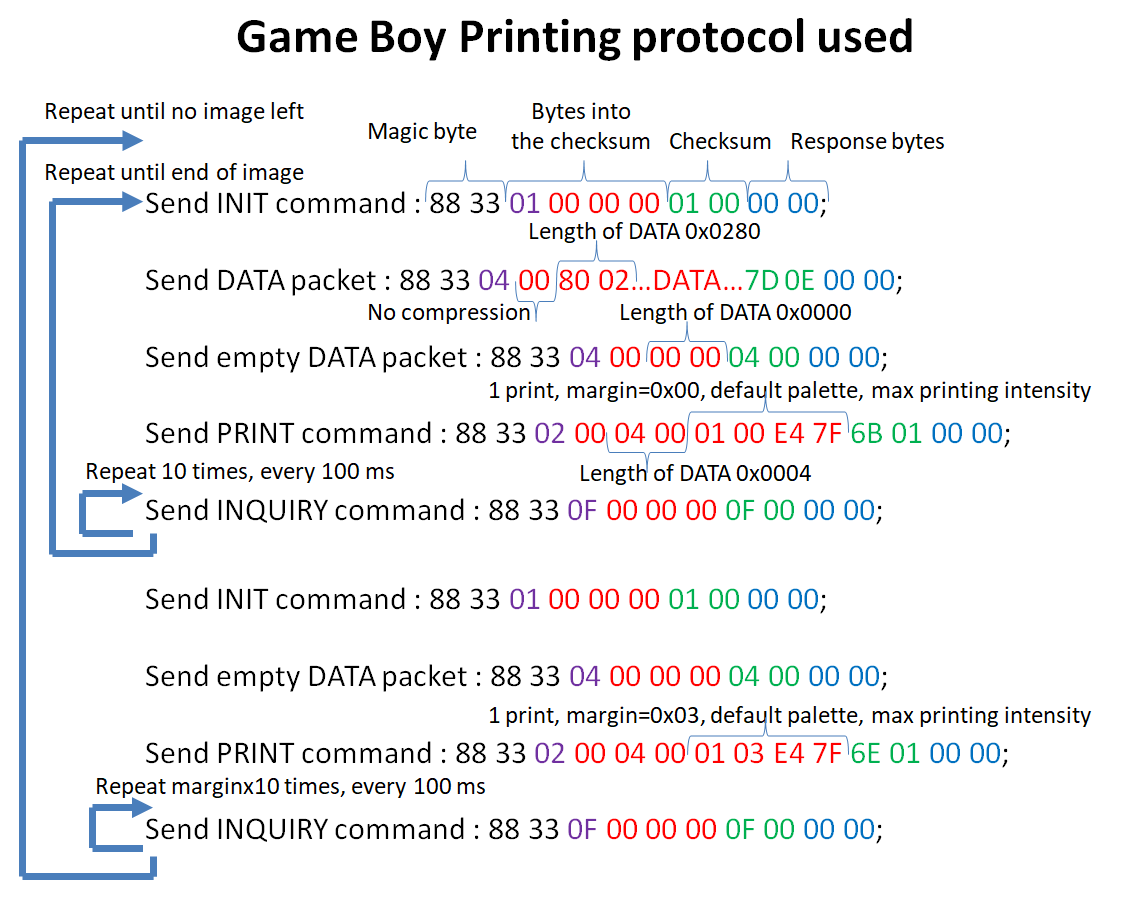 Game Boy Printing protocol used
Repeat until no image left
Bytes into
the checksum
Magic byte
Checksum
Response bytes
Repeat until end of image
Send INIT command : 88 33 01 00 00 00 01 00 00 00;
Length of DATA 0x0280
Send DATA packet : 88 33 04 00 80 02...DATA...7D 0E 00 00;
No compression
Length of DATA 0x0000
Send empty DATA packet : 88 33 04 00 00 00 04 00 00 00;
1 print, margin=0x00, default palette, max printing intensity
Send PRINT command : 88 33 02 00 04 00 01 00 E4 7F 6B 01 00 00;
Repeat 10 times, every 100 ms
Length of DATA 0x0004
Send INQUIRY command : 88 33 0F 00 00 00 0F 00 00 00;
Send INIT command : 88 33 01 00 00 00 01 00 00 00;
Send empty DATA packet : 88 33 04 00 00 00 04 00 00 00;
1 print, margin=0x03, default palette, max printing intensity
Send PRINT command : 88 33 02 00 04 00 01 03 E4 7F 6E 01 00 00;
Repeat marginx10 times, every 100 ms
Send INQUIRY command : 88 33 0F 00 00 00 0F 00 00 00;